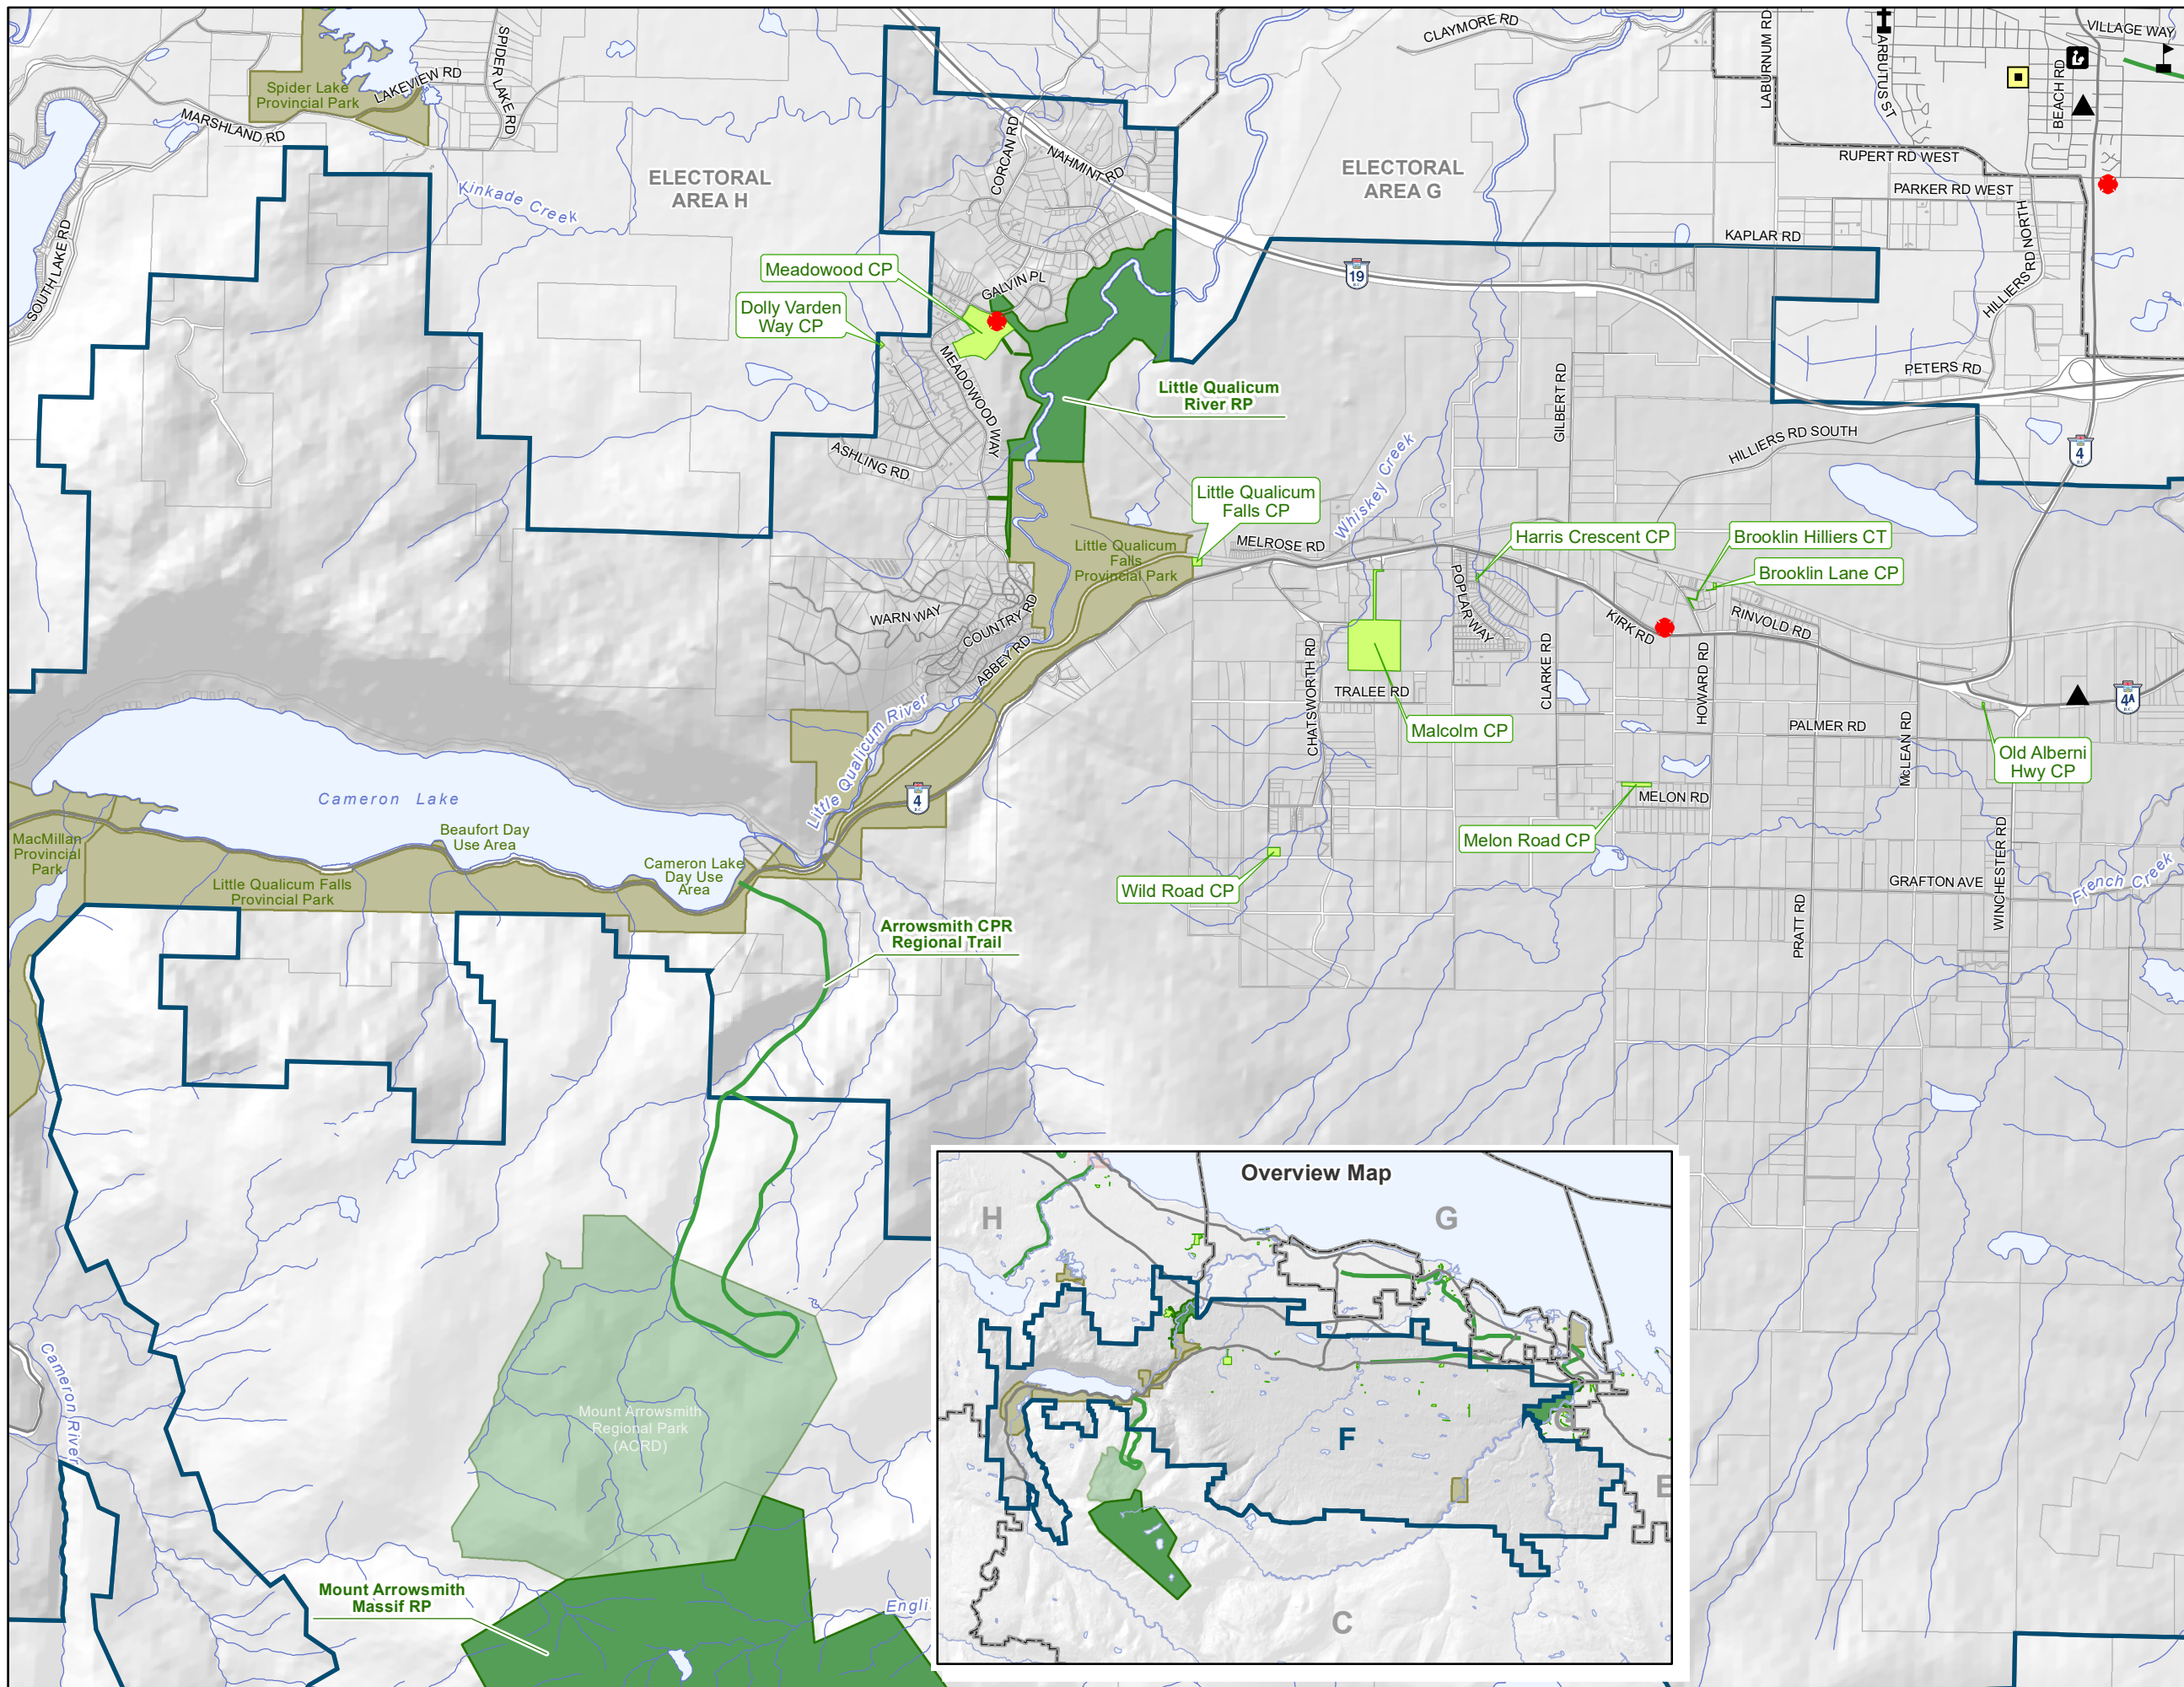 CLAYMORE RD
LABURNUM RD
ARBUTUS ST
VILLAGE WAY
BEACH RD
SPIDER LAKE RD
Spider Lake
Provincial Park
LAKEVIEW RD
MARSHLAND RD
SOUTH LAKE RD
Kinkade Creek
ELECTORAL
AREA H
CORCAN RD
NAHMINT RD
ELECTORAL
AREA G
RUPERT RD WEST
PARKER RD WEST
HILLIERS RD NORTH
KAPLAR RD
19
B.C.
Meadowood CP
GALVIN PL
Dolly Varden
Way CP
MEADOWOOD WAY
Little Qualicum
River RP
GILBERT RD
PETERS RD
HILLIERS RD SOUTH
4
B.C.
ASHLING RD
Whiskey Creek
Little Qualicum
Falls CP
MELROSE RD
Harris Crescent CP
Brooklin Hilliers CT
Brooklin Lane CP
Little Qualicum
Falls
Provincial Park
POPLAR WAY
WARN WAY
COUNTRY RD
ABBEY RD
KIRK RD
RINVOLD RD
CHATSWORTH RD
CLARKE RD
HOWARD RD
TRALEE RD
Malcolm CP
PALMER RD
McLEAN RD
4A
B.C.
Old Alberni
Hwy CP
Little Qualicum River
4
B.C.
Cameron Lake
MELON RD
Melon Road CP
MacMillan
Provincial
Park
Beaufort Day
Use Area
Cameron Lake
Day Use
Area
Little Qualicum Falls
Provincial Park
Wild Road CP
GRAFTON AVE
WINCHESTER RD
French Creek
PRATT RD
Arrowsmith CPR
Regional Trail
Overview Map
H
G
F
E
C
Cameron River
Mount Arrowsmith
Regional Park
(ACRD)
Mount Arrowsmith
Massif RP
Engli